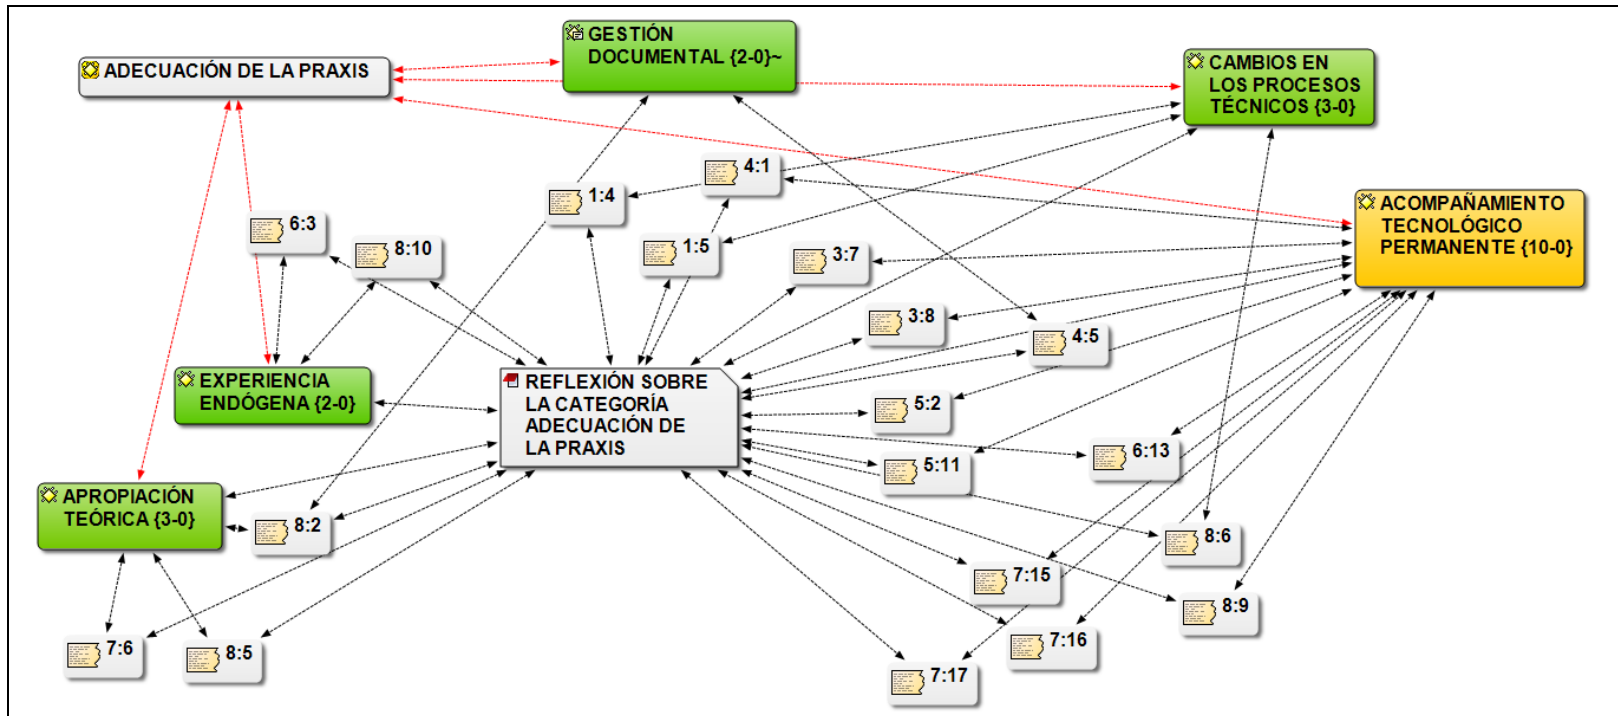 GESTIÓN
DOCUMENTAL {2-0}~
ADECUACIÓN DE LA PRAXIS
CAMBIOS EN
LOS PROCESOS
TÉCNICOS {3-0}
4:1
1:4
ACOMPAÑAMIENTO
TECNOLÓGICO
PERMANENTE {10-0}
6:3
8:10
1:5
3:7
3:8
4:5
EXPERIENCIA
ENDÓGENA {2-0}
REFLEXIÓN SOBRE
LA CATEGORÍA
ADECUACIÓN DE
LA PRAXIS
5:2
6:13
5:11
APROPIACIÓN
TEÓRICA {3-0}
8:2
8:6
7:15
8:9
7:6
8:5
7:16
7:17